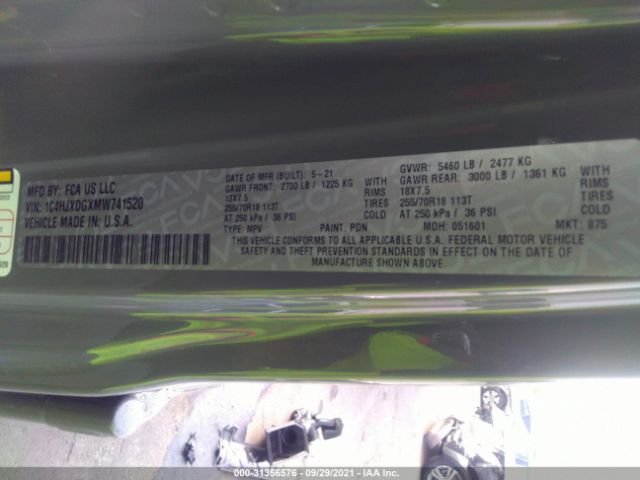 MFD BY: FCA US LLC
VIN: 1C4HJXDGXMW741520
VEHICLE MADE IN U.S.A.
DATE OF MFR (BUILT): 5-21
GAWR FRONT: 2700 LB / 1225 KG WITH
18X7.5 RIMS
255/70R18 113T TIRES
AT 250 kPa / 36 PSI COLD
TYPE: MPV PAINT: PDN
GVWR: 5460 LB / 2477 KG
GAWR REAR: 3000 LB / 1361 KG WITH
18X7.5 RIMS
255/70R18 113T TIRES
AT 250 kPa / 36 PSI COLD
MDH: 051601 MKT: 875
THIS VEHICLE CONFORMS TO ALL APPLICABLE U.S.A. FEDERAL MOTOR VEHICLE
SAFETY AND THEFT PREVENTION STANDARDS IN EFFECT ON THE DATE OF
MANUFACTURE SHOWN ABOVE.
000-31356576 - 09/29/2021 - IAA Inc.